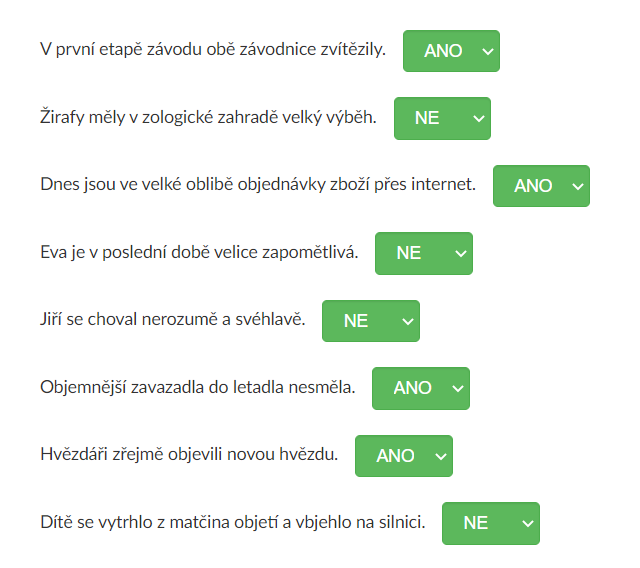 V první etapě závodu obě závodnice zvítězily. ANO
Žirafy měly v zologické zahradě velký výběh. NE
Dnes jsou ve velké oblibě objednávky zboží přes internet. ANO
Eva je v poslední době velice zapomětlivá. NE
Jiří se choval nerozumě a svéhlavě. NE
Objemnější zavazadla do letadla nesměla. ANO
Hvězdáři zřejmě objevili novou hvězdu. ANO
Dítě se vytrhlo z matčina objetí a vbjehlo na silnici. NE